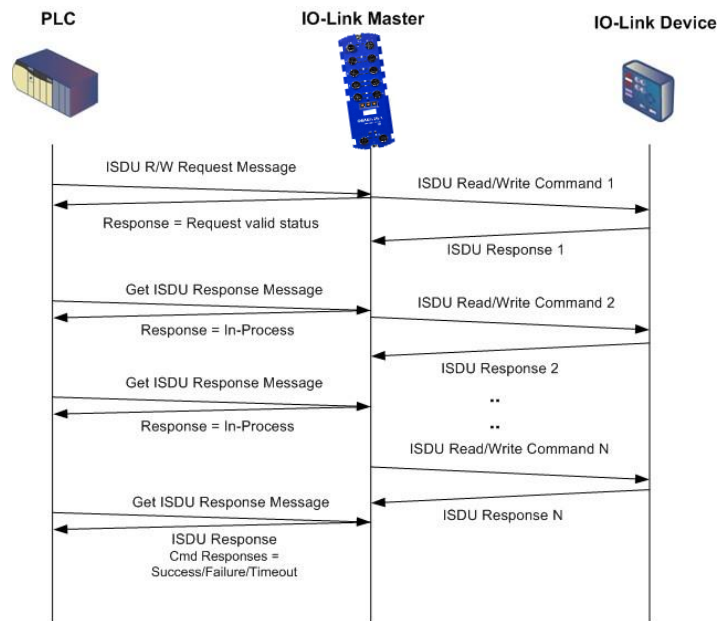 PLC
IO-Link Master
IO-Link Device
ISDU R/W Request Message
ISDU Read/Write Command 1
Response = Request valid status
ISDU Response 1
Get ISDU Response Message
ISDU Read/Write Command 2
Response = In-Process
ISDU Response 2
Get ISDU Response Message
..
Response = In-Process
..
ISDU Read/Write Command N
Get ISDU Response Message
ISDU Response N
ISDU Response
Cmd Responses =
Success/Failure/Timeout